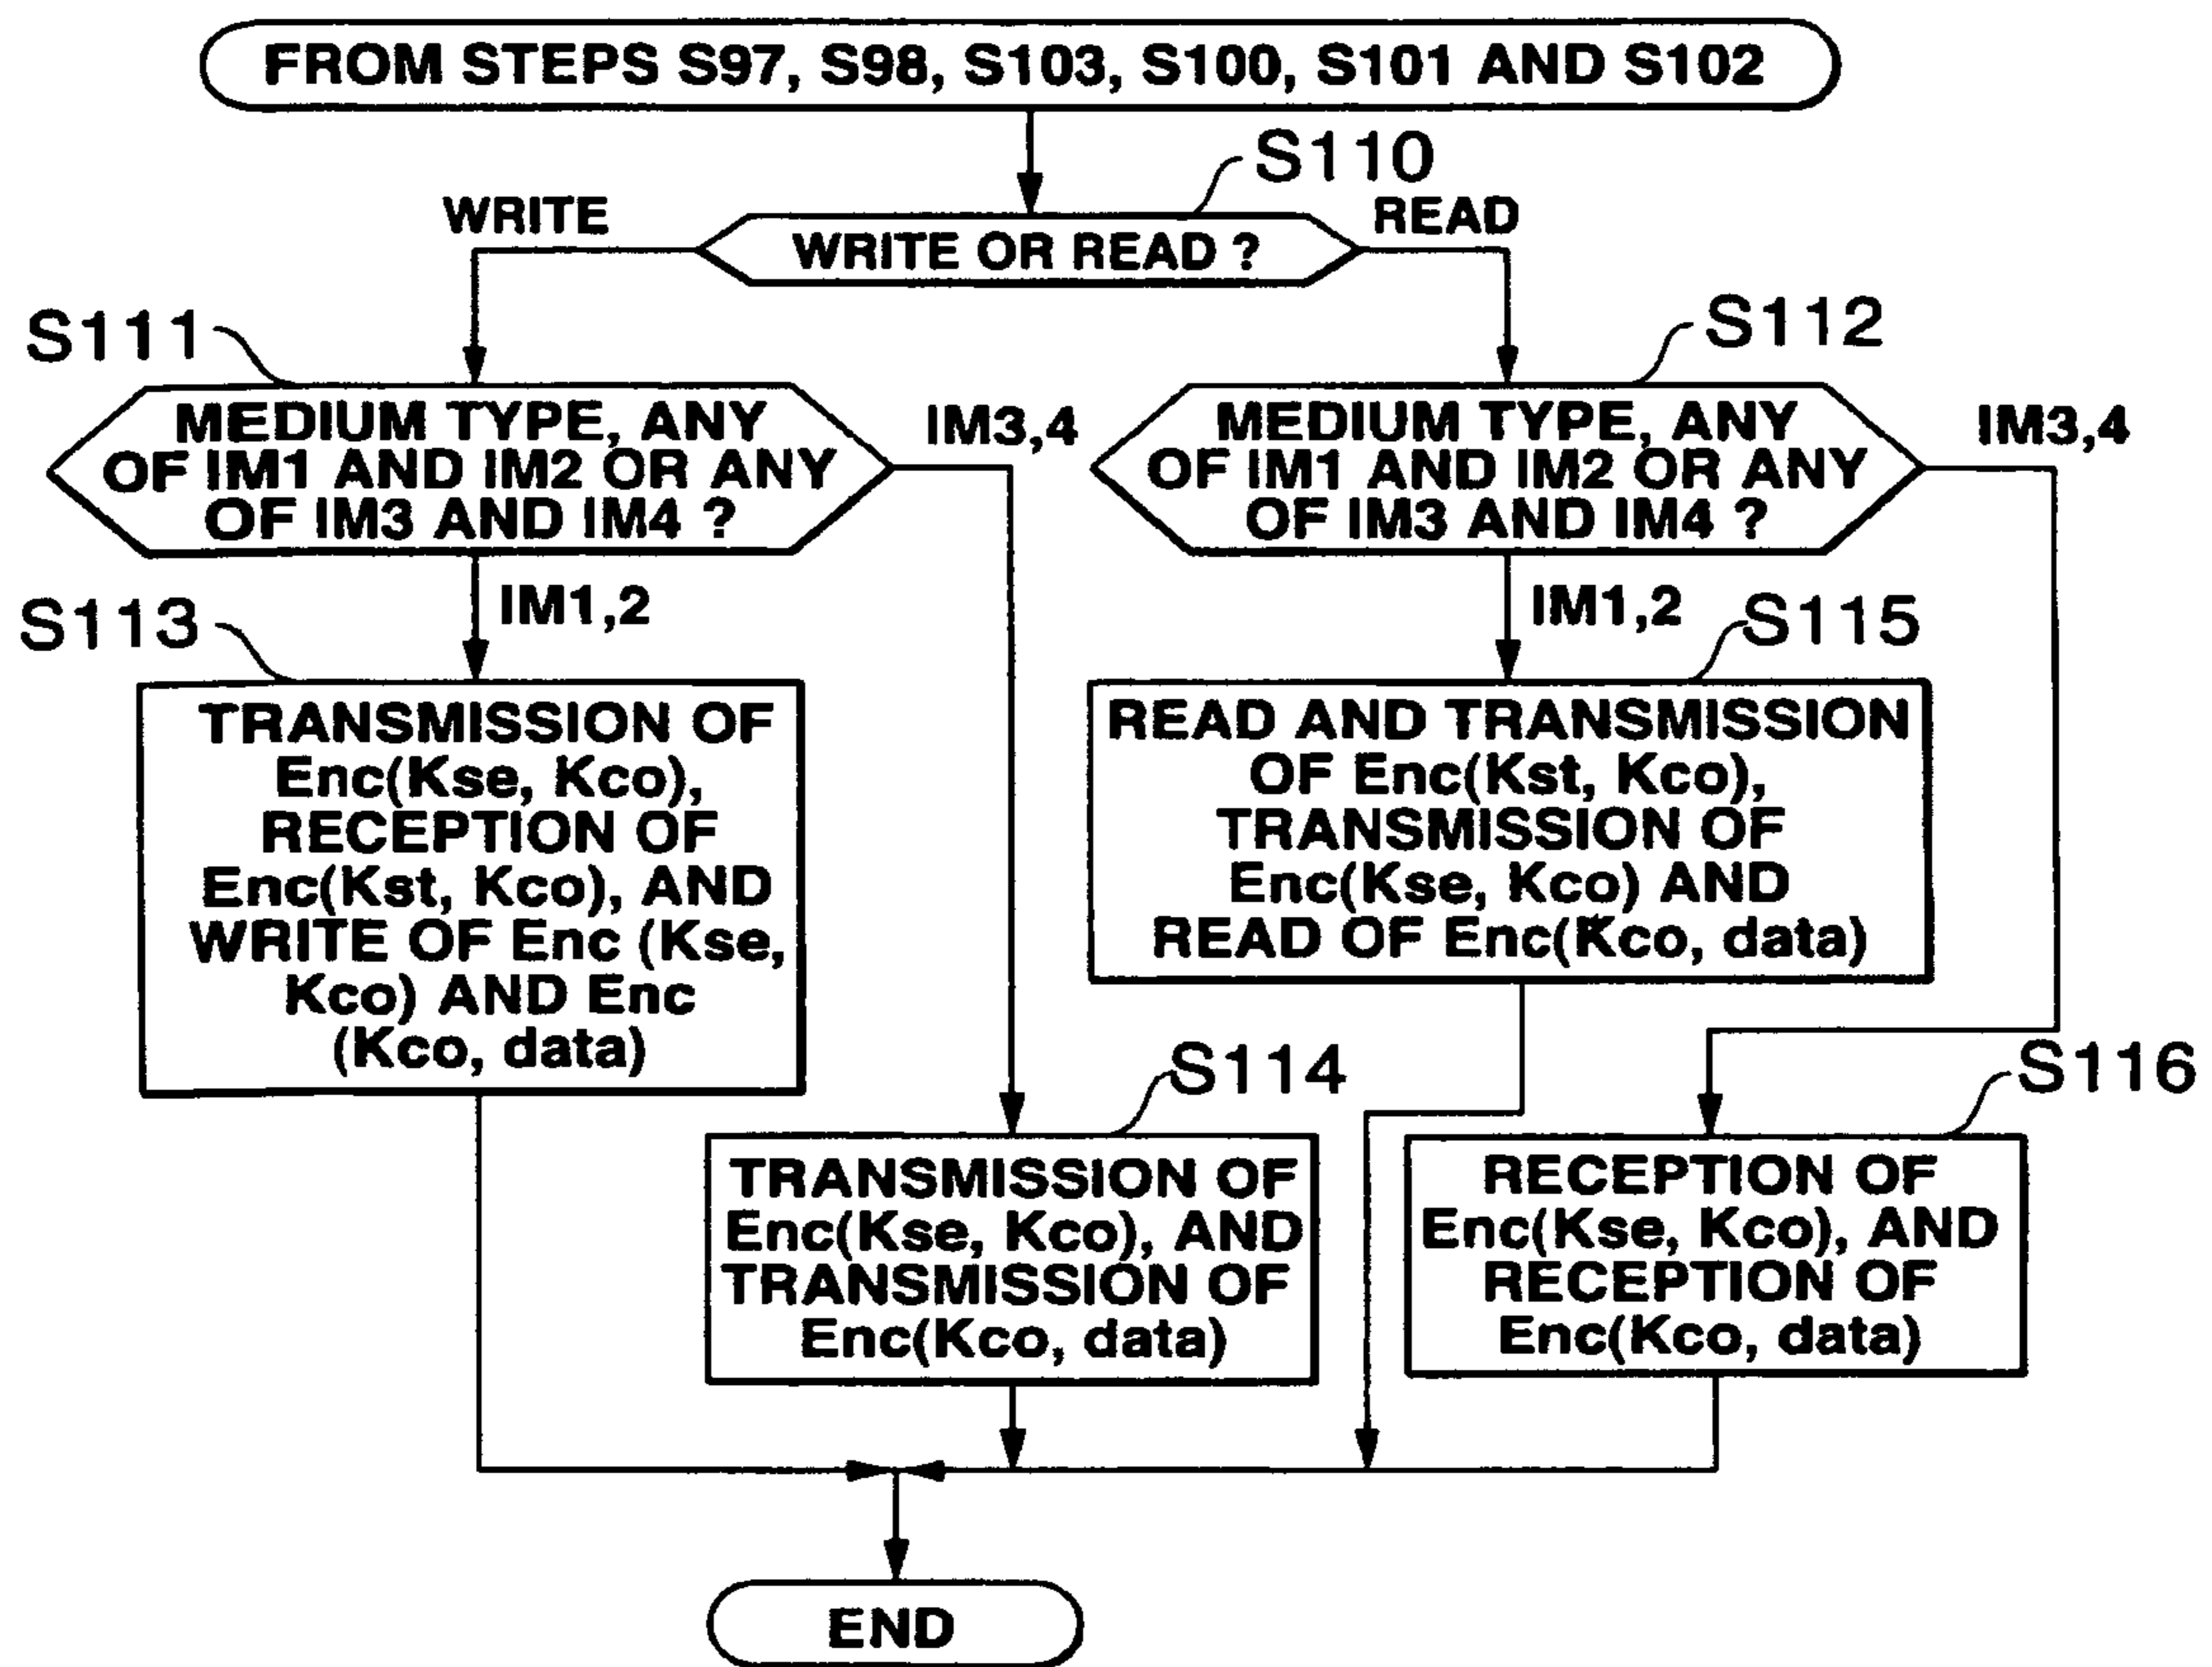 FROM STEPS S97, S98, S103, S100, S101 AND S102
S110
WRITE
READ
WRITE OR READ ?
S111
MEDIUM TYPE, ANY
OF IM1 AND IM2 OR ANY
OF IM3 AND IM4 ?
IM3,4
IM1,2
S112
MEDIUM TYPE, ANY
OF IM1 AND IM2 OR ANY
OF IM3 AND IM4 ?
IM3,4
IM1,2
S113
TRANSMISSION OF
Enc(Kse, Kco),
RECEPTION OF
Enc(Kst, Kco), AND
WRITE OF Enc (Kse,
Kco) AND Enc
(Kco, data)
S115
READ AND TRANSMISSION
OF Enc(Kst, Kco),
TRANSMISSION OF
Enc(Kse, Kco) AND
READ OF Enc(Kco, data)
S114
TRANSMISSION OF
Enc(Kse, Kco), AND
TRANSMISSION OF
Enc(Kco, data)
S116
RECEPTION OF
Enc(Kse, Kco), AND
RECEPTION OF
Enc(Kco, data)
END